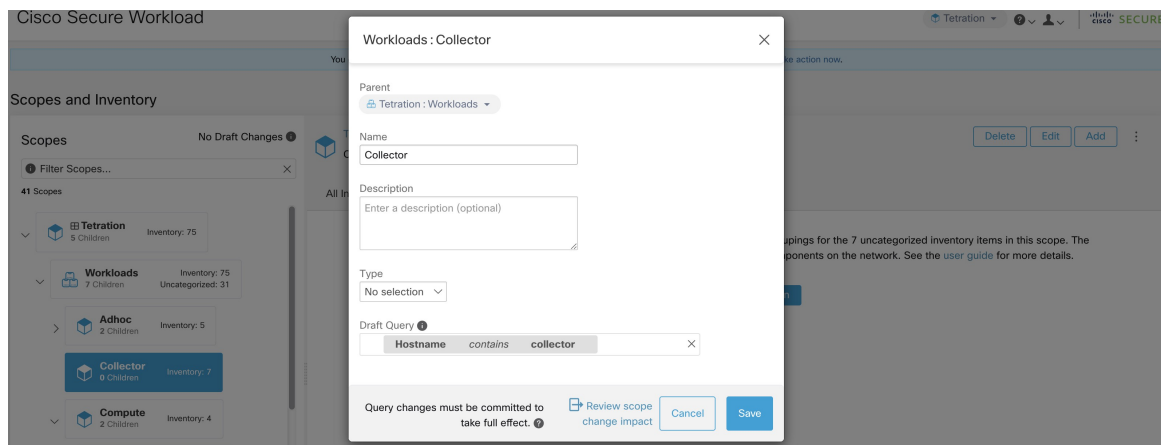 Cisco Secure Workload
Tetration
cisco SECURE
You
ke action now.
Scopes and Inventory
Scopes
No Draft Changes
Filter Scopes...
41 Scopes
Tetration
5 Children
Inventory: 75
Workloads
7 Children
Inventory: 75
Uncategorized: 31
Adhoc
2 Children
Inventory: 5
Collector
0 Children
Inventory: 7
Compute
2 Children
Inventory: 4
All In
Workloads : Collector
Parent
Tetration : Workloads
Name
Collector
Description
Enter a description (optional)
Type
No selection
Draft Query
Hostname contains collector
Query changes must be committed to
take full effect.
Review scope
change impact
Cancel
Save
Delete
Edit
Add
upings for the 7 uncategorized inventory items in this scope. The
ponents on the network. See the user guide for more details.
n